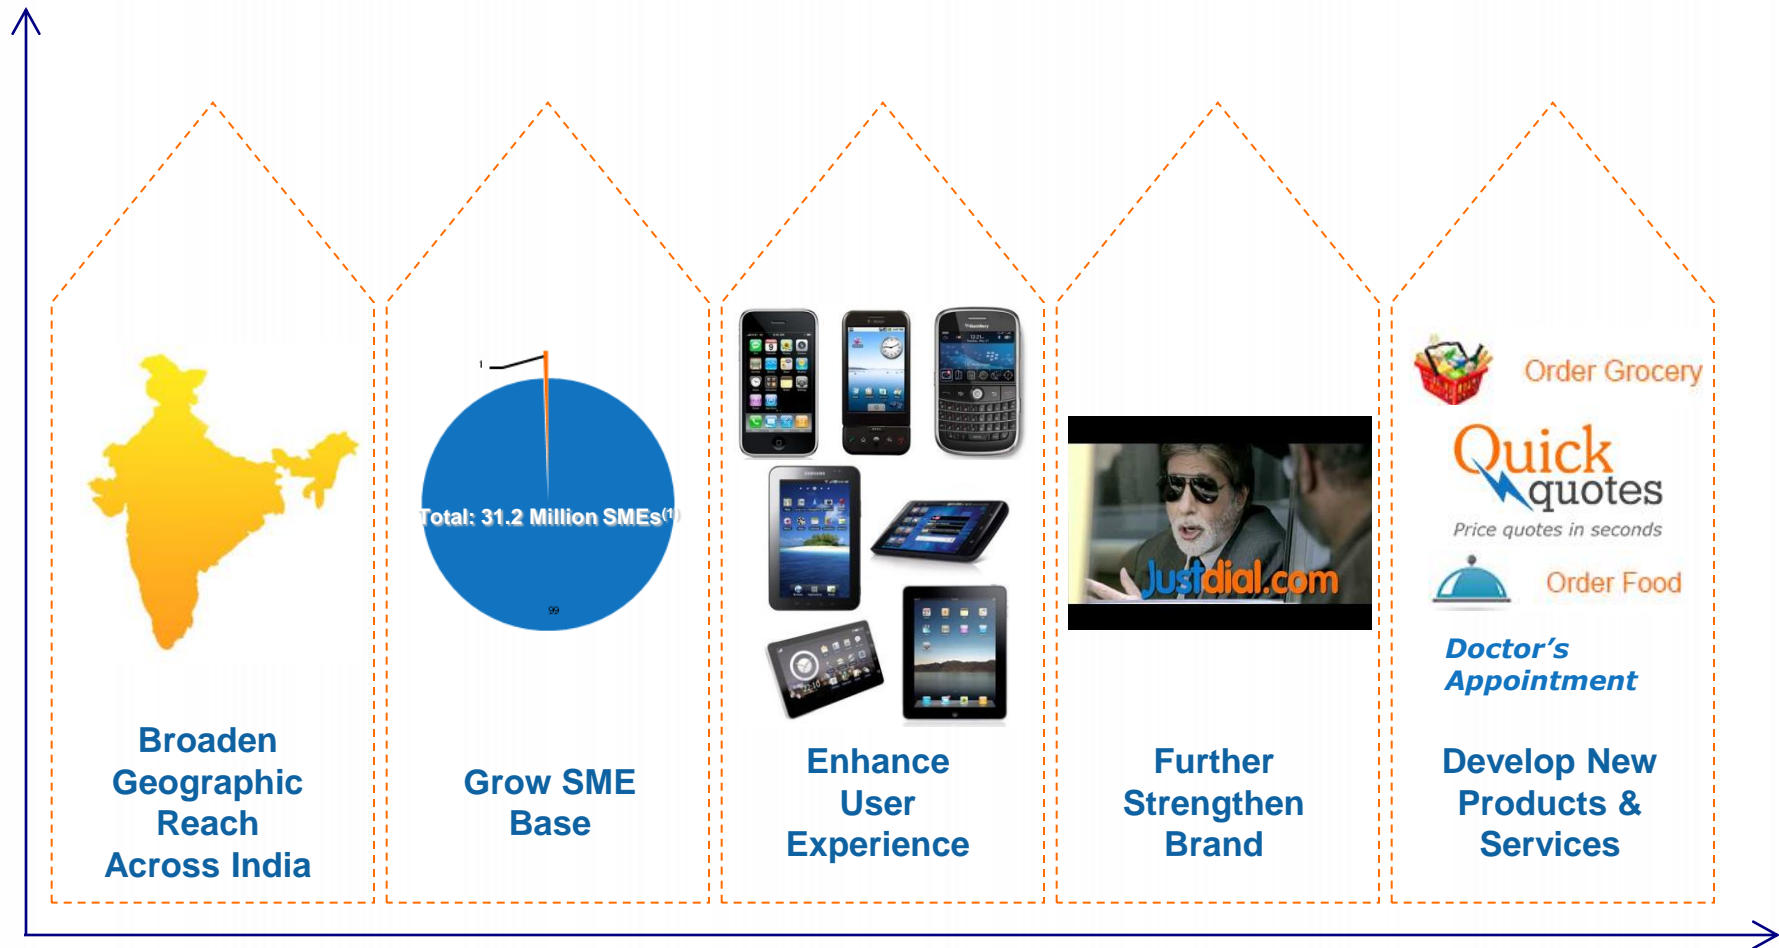 1
Total: 31.2 Million SMEs(1)
99
SAMSUNG
BlackBerry
Justdial.com
Order Grocery
Quick
quotes
Price quotes in seconds
Order Food
Doctor's
Appointment
Broaden
Geographic
Reach
Across India
Grow SME
Base
Enhance
User
Experience
Further
Strengthen
Brand
Develop New
Products &
Services